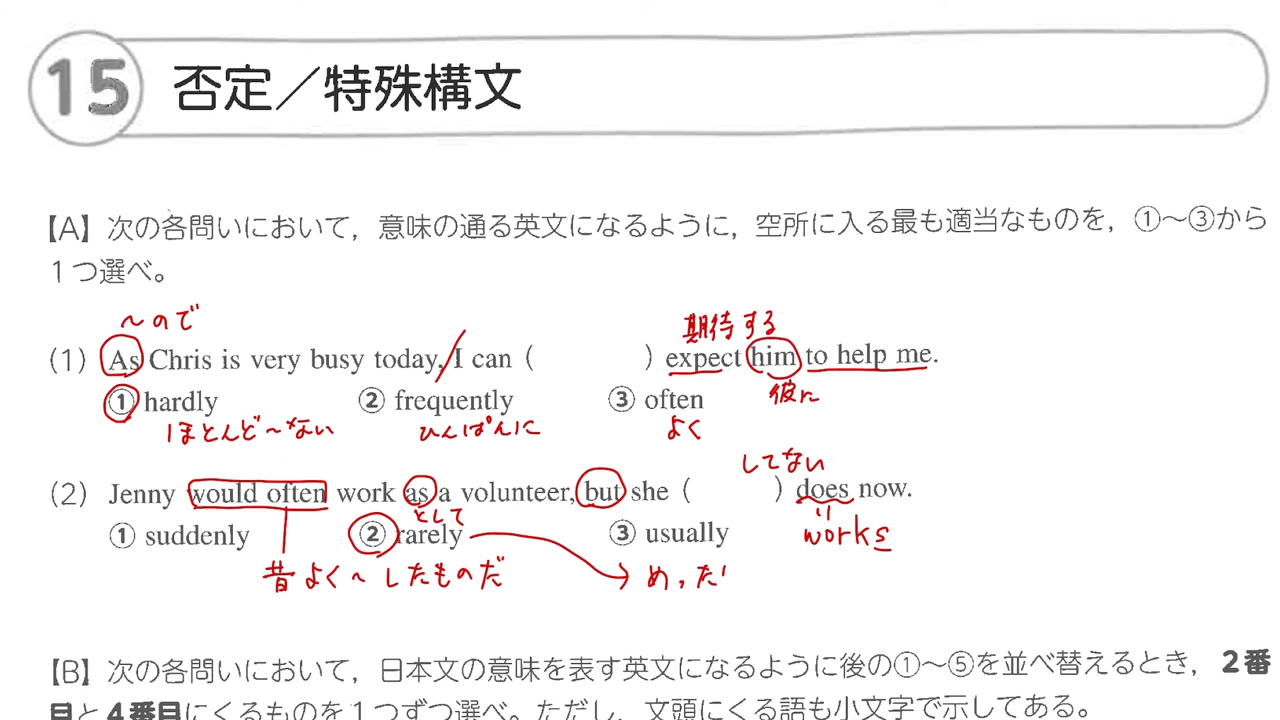 15 否定／特殊構文
【A】次の各問いにおいて，意味の通る英文になるように，空所に入る最も適当なものを，①～③から
１つ選べ。
～ので 期待する
(1) As Chris is very busy today, I can (　　　) expect him to help me.
彼に
① hardly ② frequently ③ often
ほとんど～ない ひんぱんに よく
してない
(2) Jenny would often work as a volunteer, but she (　　　) does now.
として
① suddenly ② rarely ③ usually works
昔よく～したものだ めった
【B】次の各問いにおいて，日本文の意味を表す英文になるように後の①～⑤を並べ替えるとき，２番
目と４番目にくるものを１つずつ選べ。ただし，文頭にくる語も小文字で示してある。